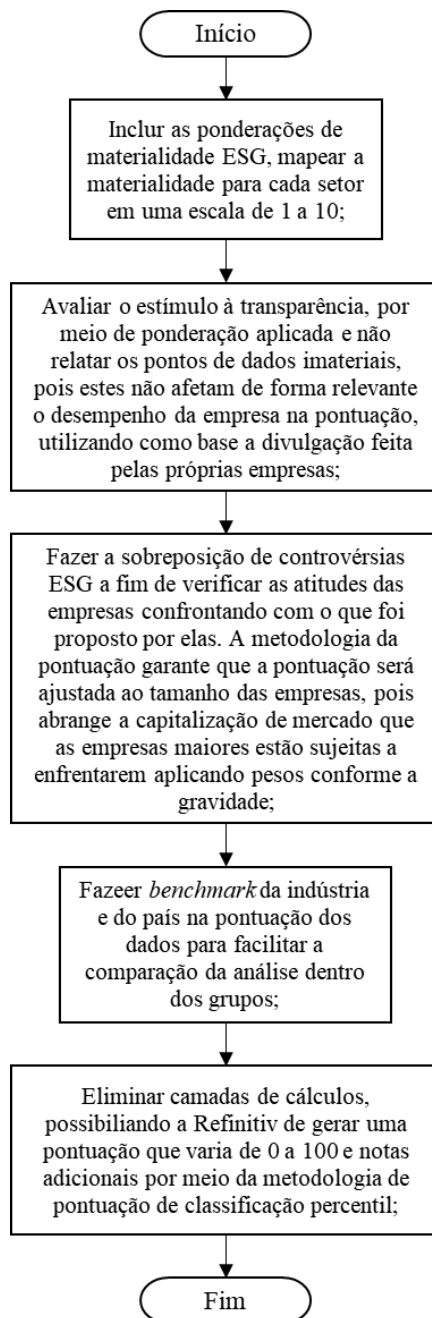 Início
Inclur as ponderações de
materialidade ESG, mapear a
materialidade para cada setor
em uma escala de 1 a 10;
Avaliar o estímulo à transparência, por
meio de ponderação aplicada e não
relatar os pontos de dados imateriais,
pois estes não afetam de forma relevante
o desempenho da empresa na pontuação,
utilizando como base a divulgação feita
pelas próprias empresas;
Fazer a sobreposição de controvérsias
ESG a fim de verificar as atitudes das
empresas confrontando com o que foi
proposto por elas. A metodologia da
pontuação garante que a pontuação será
ajustada ao tamanho das empresas, pois
abrange a capitalização de mercado que
as empresas maiores estão sujeitas a
enfrentarem aplicando pesos conforme a
gravidade;
Fazeer benchmark da indústria
e do país na pontuação dos
dados para facilitar a
comparação da análise dentro
dos grupos;
Eliminar camadas de cálculos,
possibiliando a Refinitiv de gerar uma
pontuação que varia de 0 a 100 e notas
adicionais por meio da metodologia de
pontuação de classificação percentil;
Fim